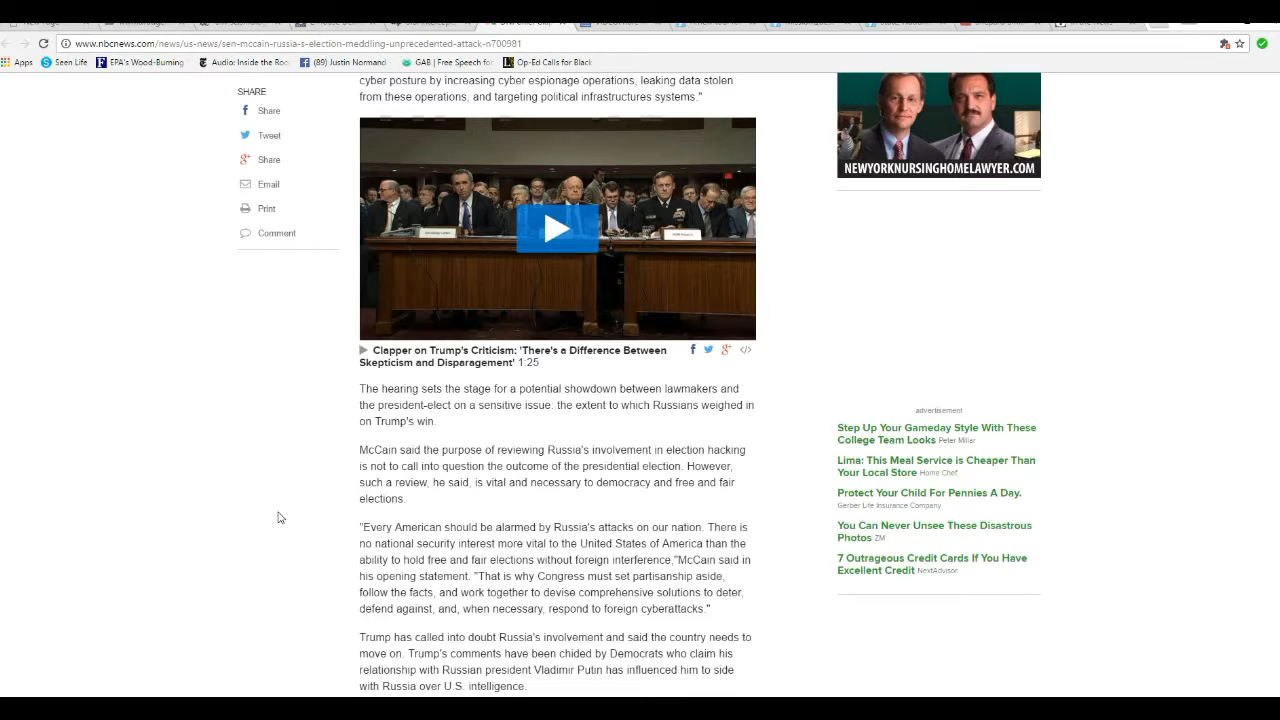 www.nbcnews.com/news/us-news/sen-mccain-russia-s-election-meddling-unprecedented-attack-n700981
Apps Seen Life EPA's Wood-Burning Audio: Inside the Roo (89) Justin Normand GAB | Free Speech for Op-Ed Calls for Black
cyber posture by increasing cyber espionage operations, leaking data stolen
from these operations, and targeting political infrastructures systems."
SHARE
Share
Tweet
Share
Email
Print
Comment
NEWYORKNURSINGHOMELAWYER.COM
Clapper on Trump's Criticism: 'There's a Difference Between
Skepticism and Disparagement' 1:25
The hearing sets the stage for a potential showdown between lawmakers and
the president-elect on a sensitive issue: the extent to which Russians weighed in
on Trump's win.
McCain said the purpose of reviewing Russia's involvement in election hacking
is not to call into question the outcome of the presidential election. However,
such a review, he said, is vital and necessary to democracy and free and fair
elections.
"Every American should be alarmed by Russia's attacks on our nation. There is
no national security interest more vital to the United States of America than the
ability to hold free and fair elections without foreign interference,"McCain said in
his opening statement. "That is why Congress must set partisanship aside,
follow the facts, and work together to devise comprehensive solutions to deter,
defend against, and, when necessary, respond to foreign cyberattacks."
Trump has called into doubt Russia's involvement and said the country needs to
move on. Trump's comments have been chided by Democrats who claim his
relationship with Russian president Vladimir Putin has influenced him to side
with Russia over U.S. intelligence.
advertisement
Step Up Your Gameday Style With These
College Team Looks Peter Millar
Lima: This Meal Service is Cheaper Than
Your Local Store Home Chef
Protect Your Child For Pennies A Day.
Gerber Life Insurance Company
You Can Never Unsee These Disastrous
Photos ZM
7 Outrageous Credit Cards If You Have
Excellent Credit NextAdvisor